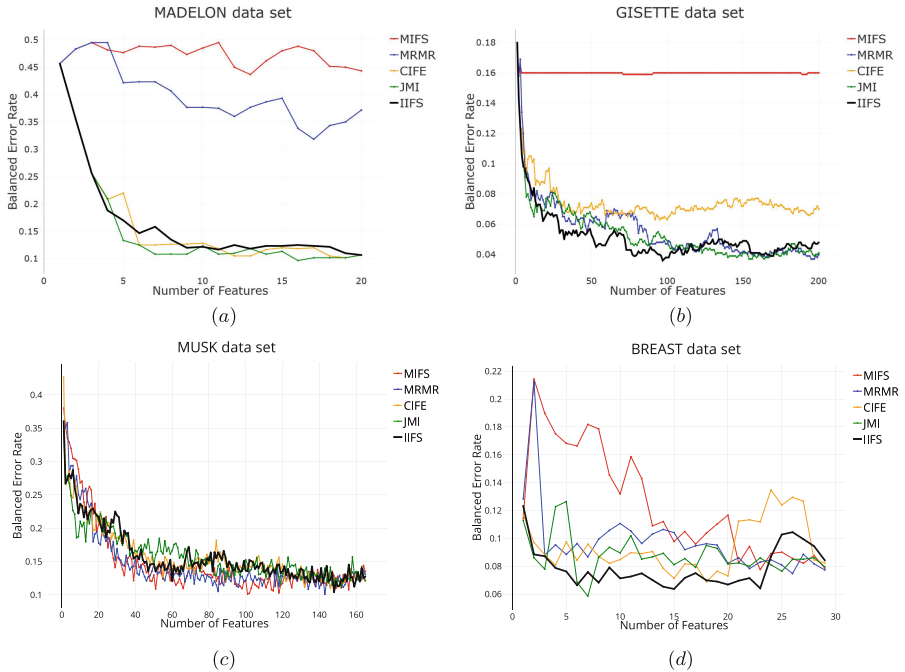 MADELON data set
Balanced Error Rate
0.5
0.45
0.4
0.35
0.3
0.25
0.2
0.15
0.1
0
5
10
15
20
Number of Features
MIFS
MRMR
CIFE
JMI
IIFS
(a)
GISETTE data set
Balanced Error Rate
0.18
0.16
0.14
0.12
0.1
0.08
0.06
0.04
0
50
100
150
200
Number of Features
MIFS
MRMR
CIFE
JMI
IIFS
(b)
MUSK data set
Balanced Error Rate
0.4
0.35
0.3
0.25
0.2
0.15
0.1
0
20
40
60
80
100
120
140
160
Number of Features
MIFS
MRMR
CIFE
JMI
IIFS
(c)
BREAST data set
Balanced Error Rate
0.22
0.2
0.18
0.16
0.14
0.12
0.1
0.08
0.06
0
5
10
15
20
25
30
Number of Features
MIFS
MRMR
CIFE
JMI
IIFS
(d)